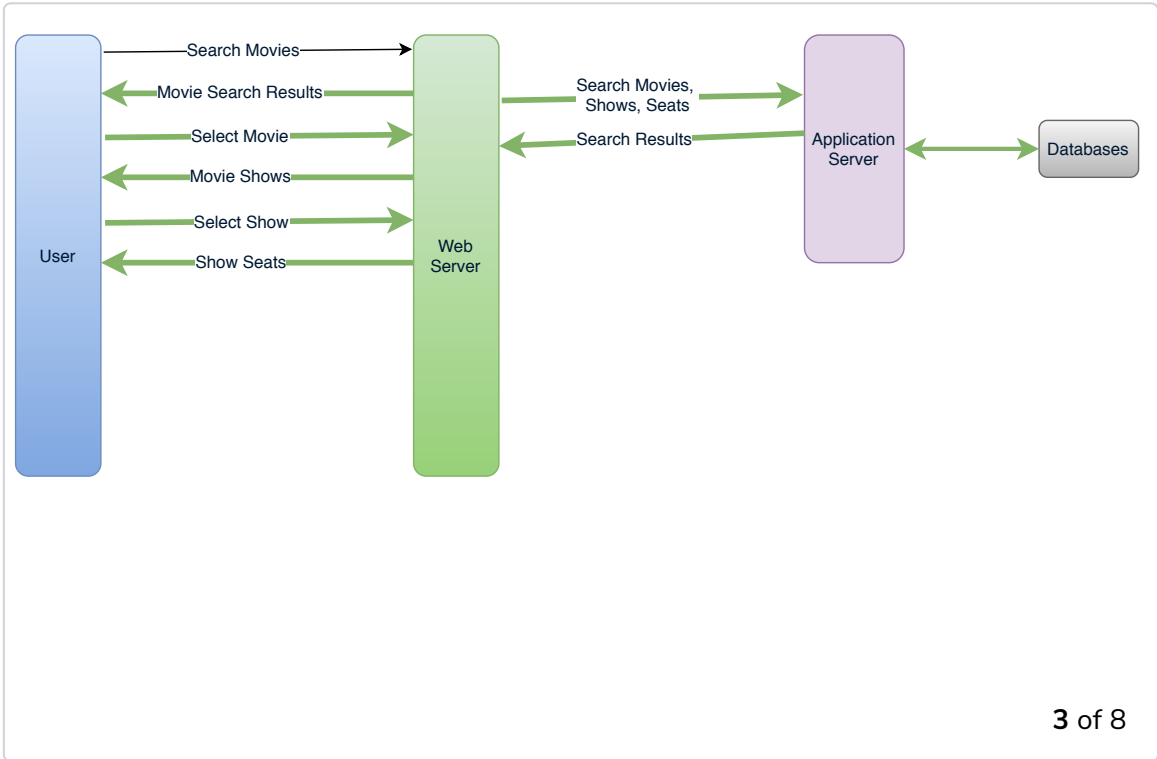 Search Movies
Movie Search Results
Select Movie
Movie Shows
Select Show
Show Seats
User
Web
Server
Search Movies,
Shows, Seats
Search Results
Application
Server
Databases
3 of 8